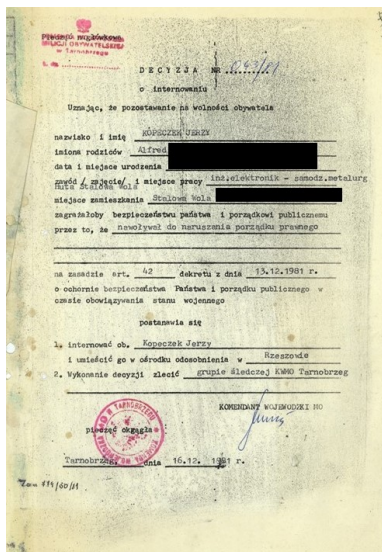 Pieczęć nagłówkowa
MILICJI OBYWATELSKIEJ
w Tarnobrzegu
L. dz.
DECYZJA NR 043/81
o internowaniu
Uznając, że pozostawanie na wolności obywatela
nazwisko i imię KOPECZEK JERZY
imiona rodziców Alfred
data i miejsce urodzenia
zawód /zajęcie/ i miejsce pracy inż.elektronik - samodz.metalurg
Huta Stalowa Wola
miejsce zamieszkania Stalowa Wola
zagrażałoby bezpieczeństwu państwa i porządkowi publicznemu
przez to, że nawoływał do naruszania porządku prawnego
na zasadzie art. 42 dekretu z dnia 13.12.1981 r.
o ochronie bezpieczeństwa Państwa i porządku publicznego w
czasie obowiązywania stanu wojennego
postanawia się
1. internować ob. Kopeczek Jerzy
i umieścić go w ośrodku odosobnienia w Rzeszowie
2. Wykonanie decyzji zlecić grupie śledczej KWMO Tarnobrzeg
KOMENDANT WOJEWODZKI MO
pieczęć okrągła
Tarnobrzeg, dnia 16.12. 1981 r.